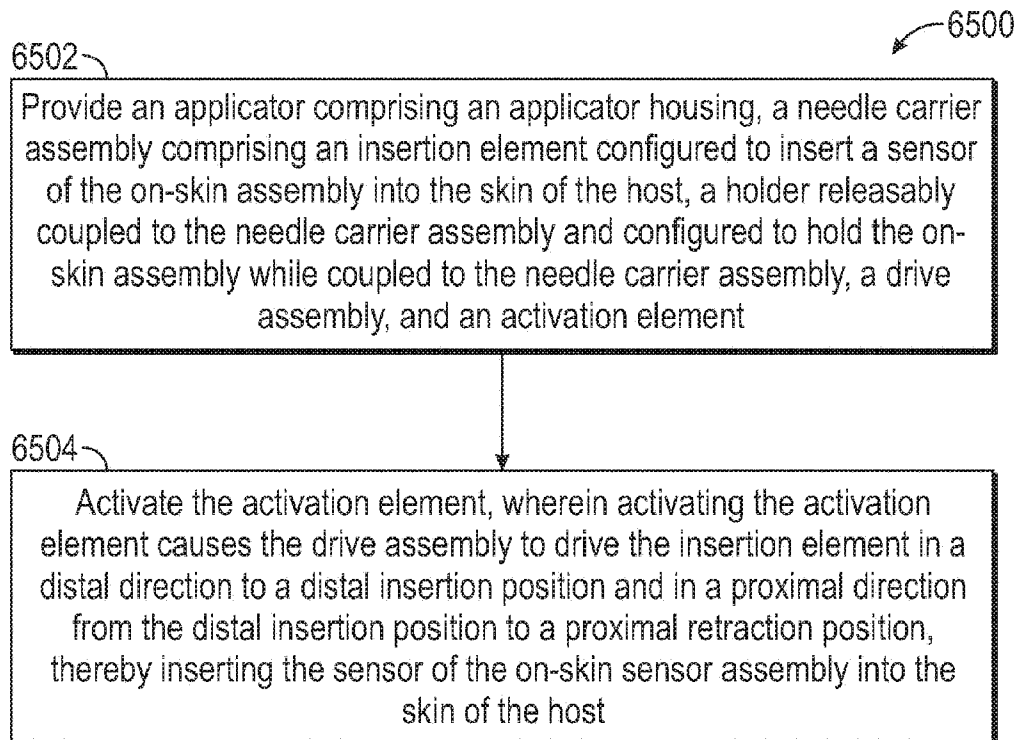 6500
6502
Provide an applicator comprising an applicator housing, a needle carrier
assembly comprising an insertion element configured to insert a sensor
of the on-skin assembly into the skin of the host, a holder releasably
coupled to the needle carrier assembly and configured to hold the on-
skin assembly while coupled to the needle carrier assembly, a drive
assembly, and an activation element
6504
Activate the activation element, wherein activating the activation
element causes the drive assembly to drive the insertion element in a
distal direction to a distal insertion position and in a proximal direction
from the distal insertion position to a proximal retraction position,
thereby inserting the sensor of the on-skin sensor assembly into the
skin of the host